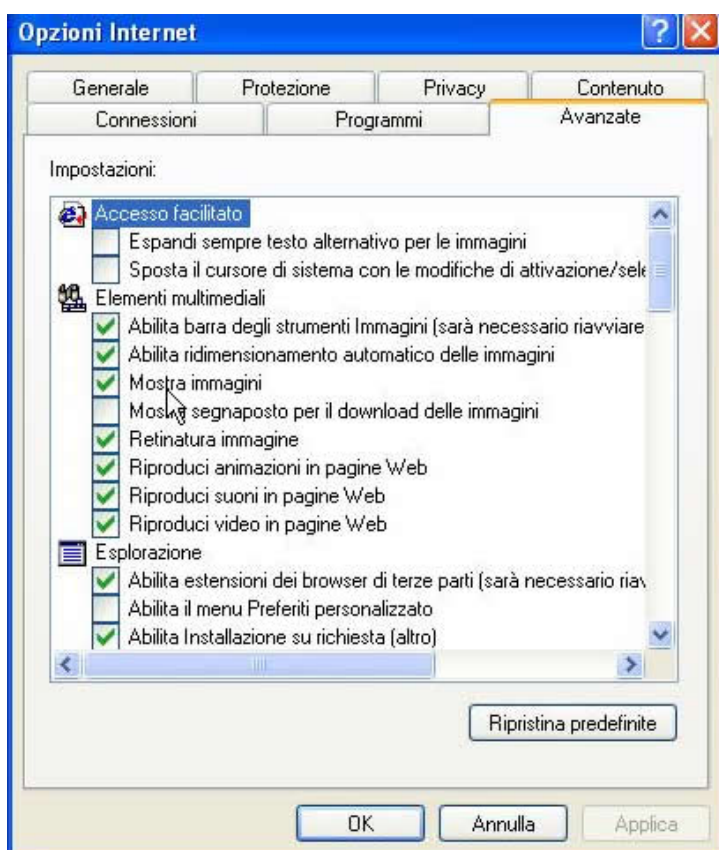 Opzioni Internet
Generale Protezione Privacy Contenuto
Connessioni Programmi Avanzate
Impostazioni:
Accesso facilitato
Espandi sempre testo alternativo per le immagini
Sposta il cursore di sistema con le modifiche di attivazione/sele
Elementi multimediali
Abilita barra degli strumenti Immagini (sarà necessario riavviare
Abilita ridimensionamento automatico delle immagini
Mostra immagini
Mostra segnaposto per il download delle immagini
Retinatura immagine
Riproduci animazioni in pagine Web
Riproduci suoni in pagine Web
Riproduci video in pagine Web
Esplorazione
Abilita estensioni dei browser di terze parti (sarà necessario riav
Abilita il menu Preferiti personalizzato
Abilita Installazione su richiesta (altro)
Ripristina predefinite
OK Annulla Applica